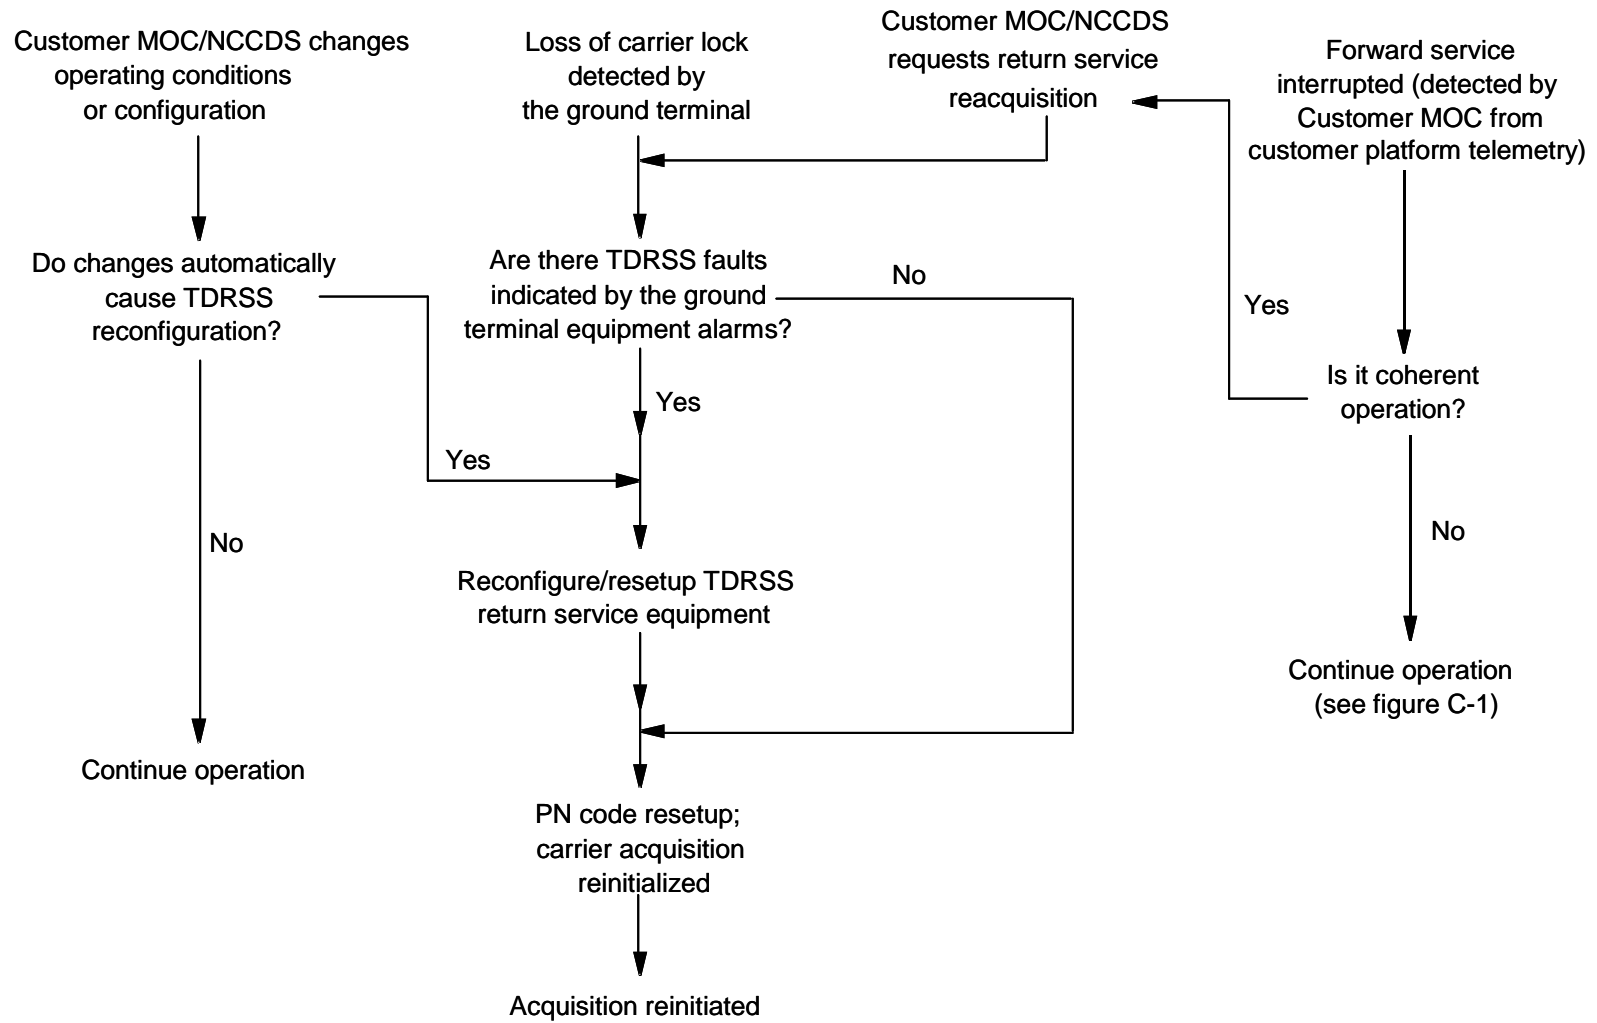 Customer MOC/NCCDS changes
operating conditions
or configuration
Loss of carrier lock
detected by
the ground terminal
Customer MOC/NCCDS
requests return service
reacquisition
Forward service
interrupted (detected by
Customer MOC from
customer platform telemetry)
Do changes automatically
cause TDRSS
reconfiguration?
Are there TDRSS faults
indicated by the ground
terminal equipment alarms?
No
Yes
Is it coherent
operation?
Yes
Yes
No
No
Reconfigure/resetup TDRSS
return service equipment
Continue operation
(see figure C-1)
Continue operation
PN code resetup;
carrier acquisition
reinitialized
Acquisition reinitiated